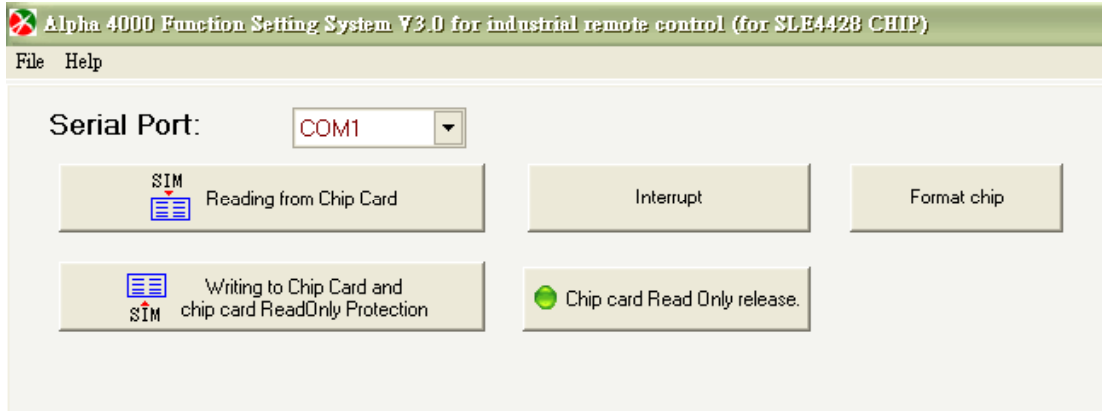 Alpha 4000 Function Setting System V3.0 for industrial remote control (for SLE4428 CHIP)
File Help
Serial Port: COM1
SIM
Reading from Chip Card
Interrupt
Format chip
Writing to Chip Card and
chip card ReadOnly Protection
SIM
Chip card Read Only release.